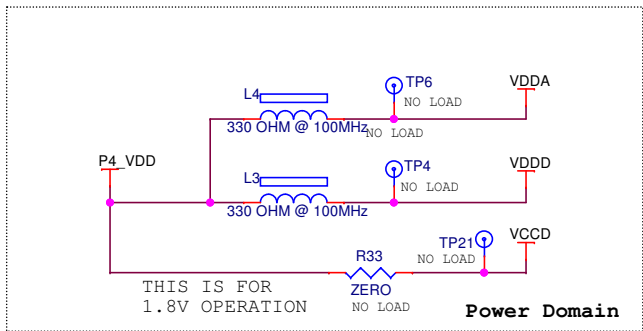 TP6
VDDA
L4
NO LOAD
330 OHM @ 100MHz
NO LOAD
P4_VDD
TP4
VDDD
L3
NO LOAD
330 OHM @ 100MHz
TP21
VCCD
R33
NO LOAD
THIS IS FOR
1.8V OPERATION
ZERO
NO LOAD
Power Domain